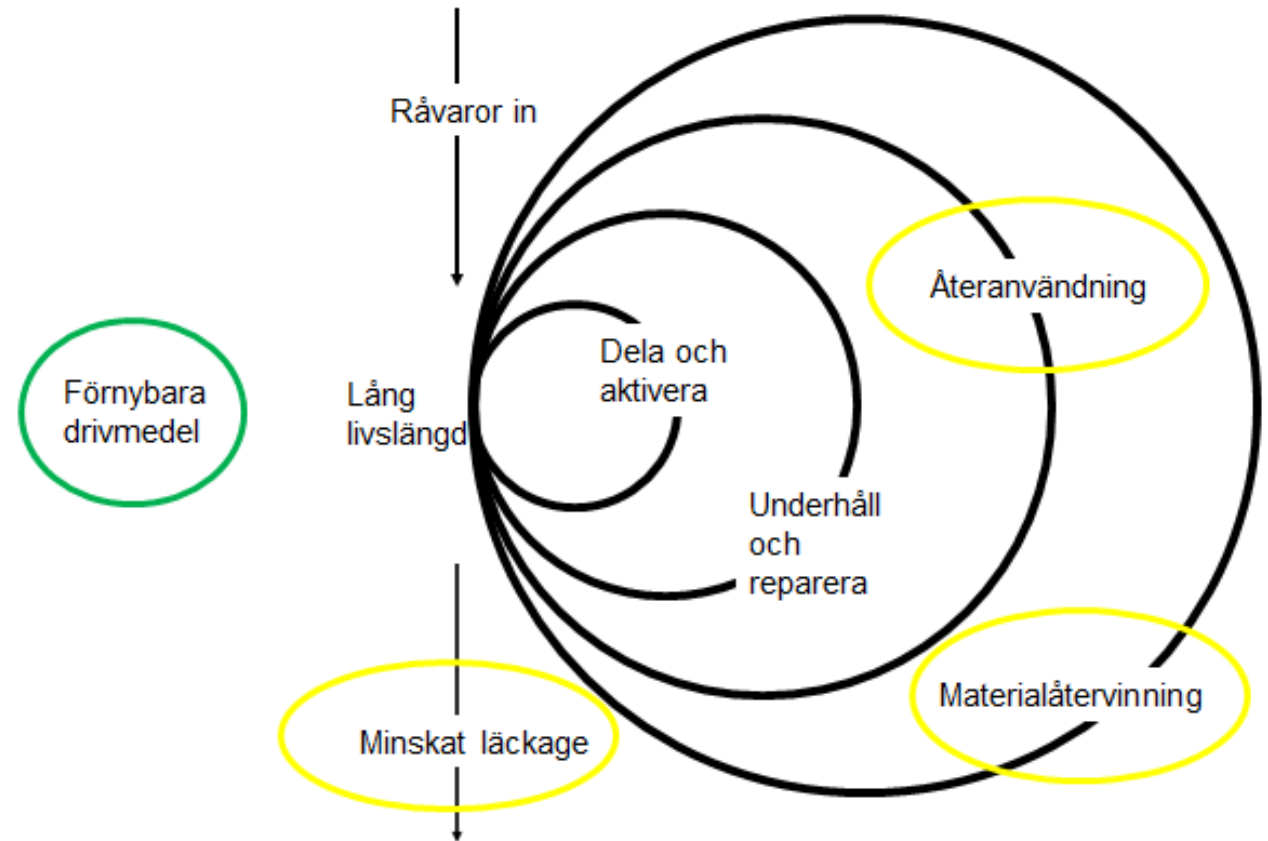 Råvaror in
Återanvändning
Dela och
aktivera
Förnybara
drivmedel
Lång
livslängd
Underhåll
och
reparera
Materialåtervinning
Minskat läckage